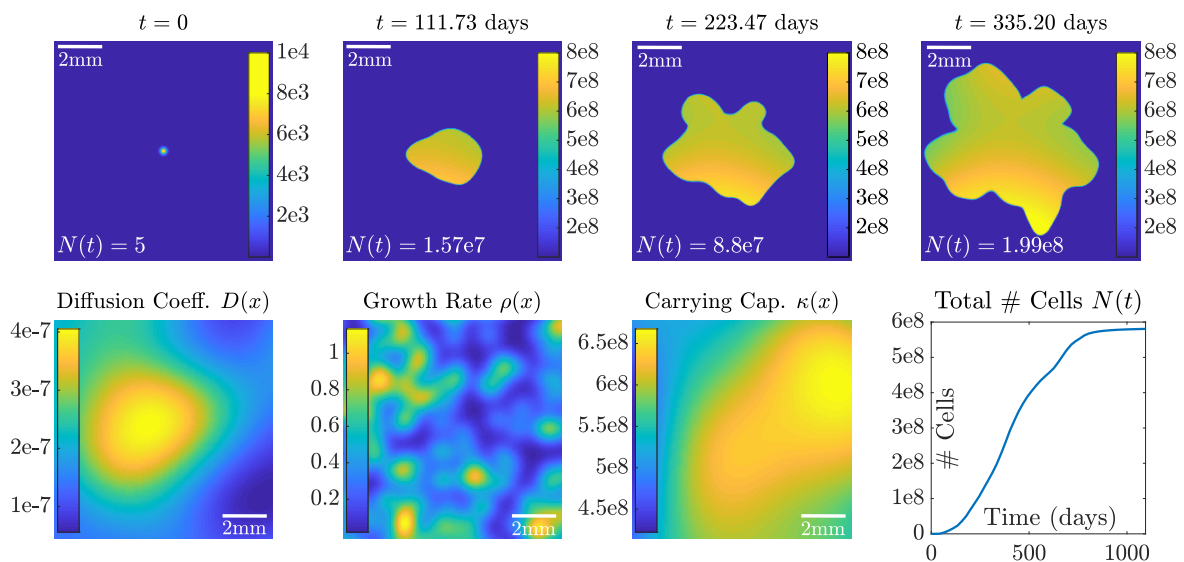 t = 0
2mm
1e4
8e3
6e3
4e3
2e3
N(t) = 5
t = 111.73 days
2mm
8e8
7e8
6e8
5e8
4e8
3e8
2e8
N(t) = 1.57e7
t = 223.47 days
2mm
8e8
7e8
6e8
5e8
4e8
3e8
2e8
N(t) = 8.8e7
t = 335.20 days
2mm
8e8
7e8
6e8
5e8
4e8
3e8
2e8
N(t) = 1.99e8
Diffusion Coeff. D(x)
4e-7
3e-7
2e-7
1e-7
2mm
Growth Rate ρ(x)
1
0.8
0.6
0.4
0.2
2mm
Carrying Cap. κ(x)
6.5e8
6e8
5.5e8
5e8
4.5e8
2mm
Total # Cells N(t)
6e8
5e8
4e8
3e8
2e8
1e8
0
# Cells
Time (days)
0
500
1000